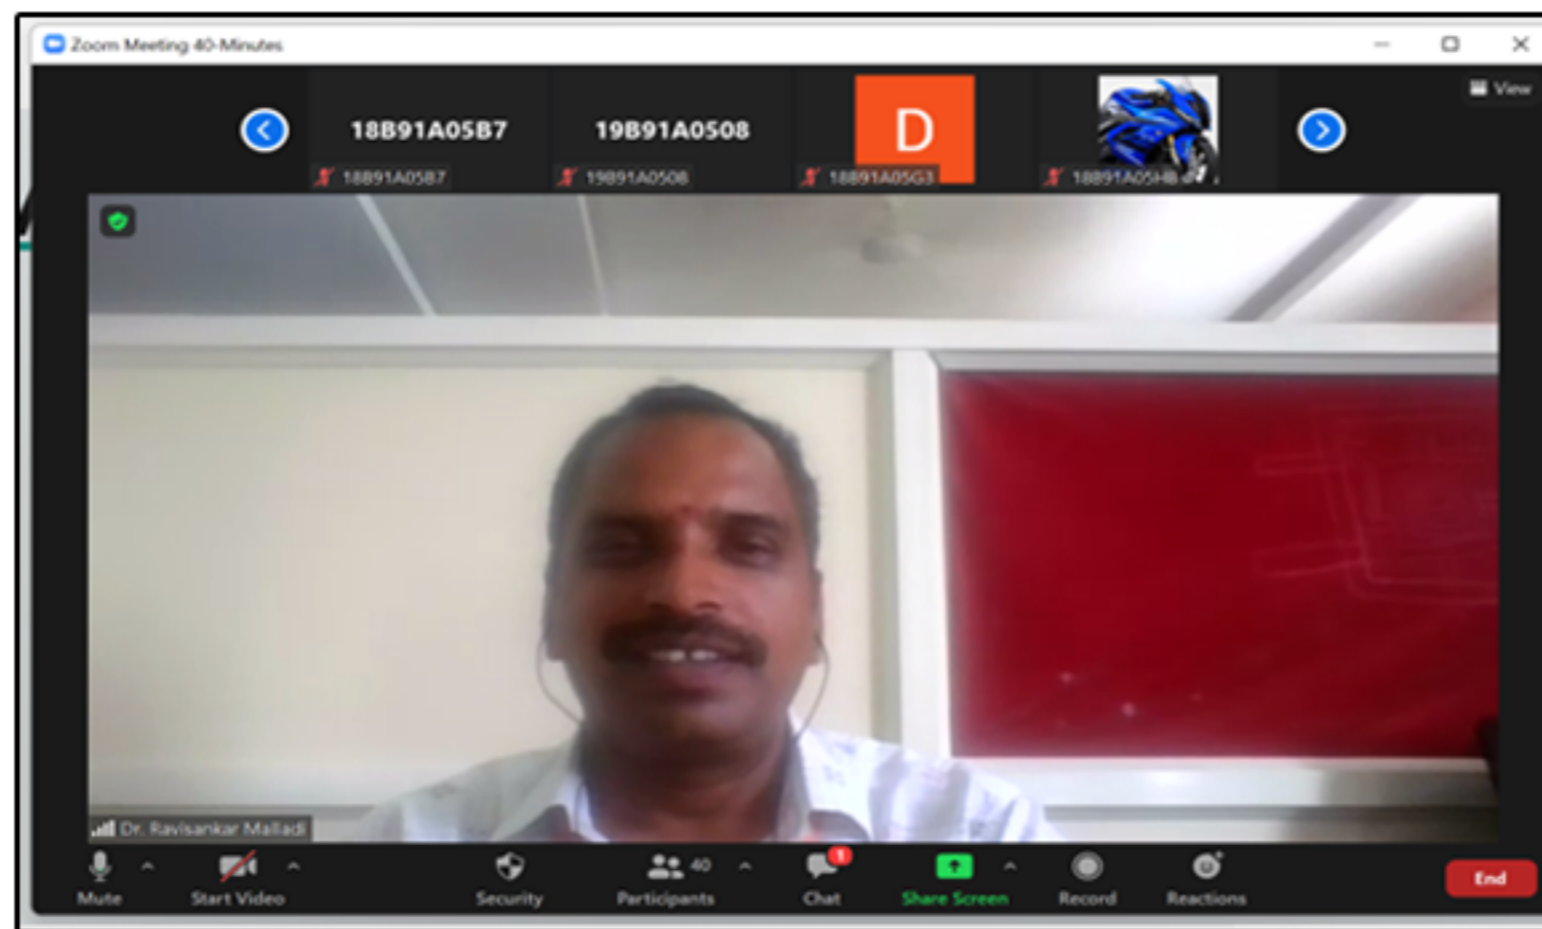 Zoom Meeting 40-Minutes
View
18B91A05B7
19B91A0508
D
18B91A05B7
19B91A0508
18B91A05G3
18B91A05H8
Dr. Ravisankar Malladi
Mute
Start Video
Security
40
Participants
1
Chat
Share Screen
Record
Reactions
End